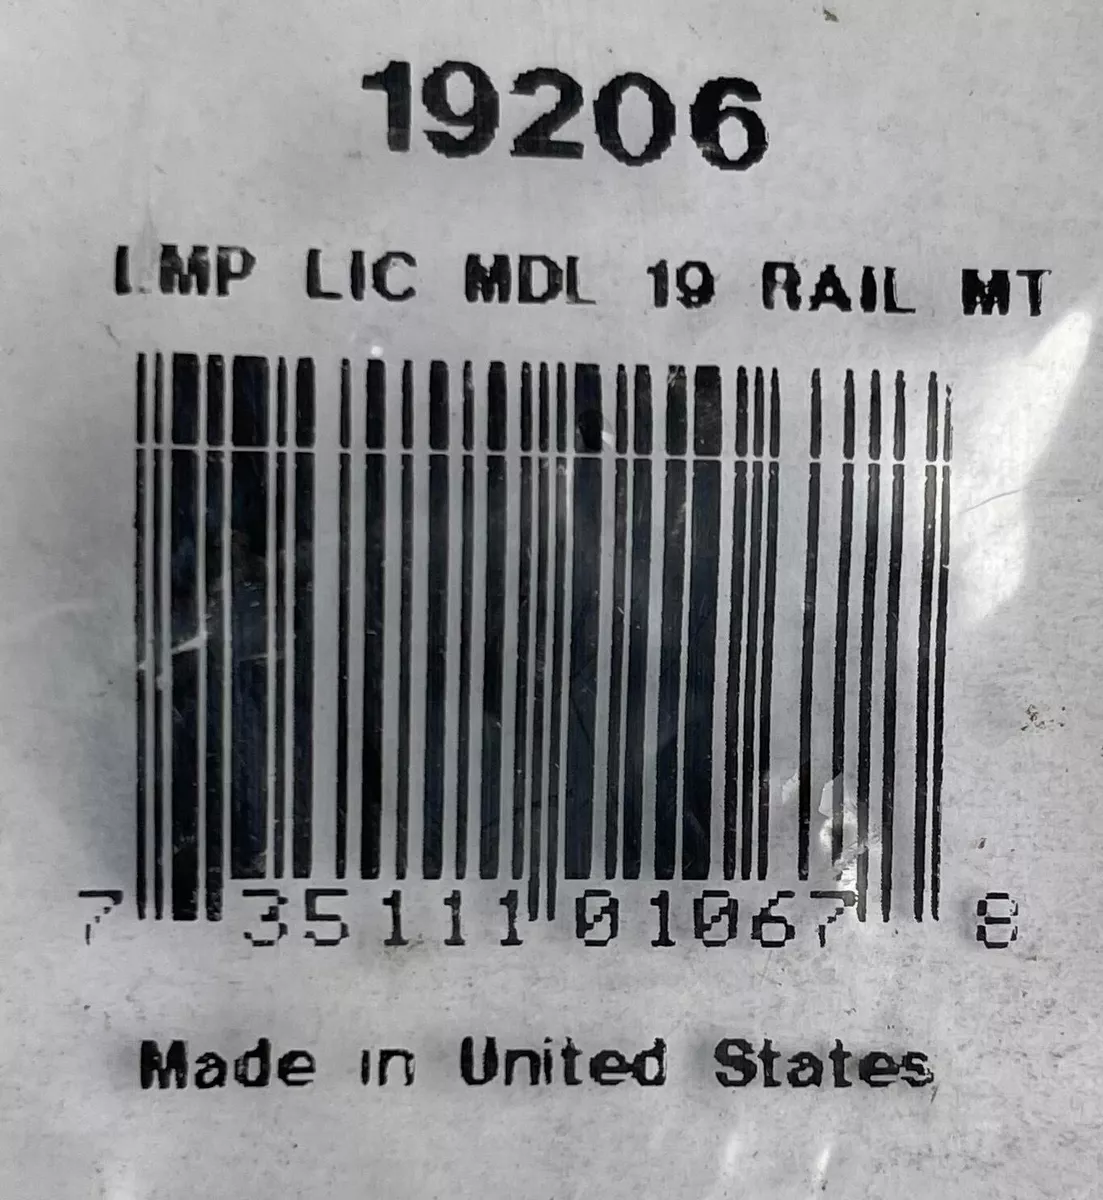 19206
LMP LIC MDL 19 RAIL MT
7 35111 01067 8
Made in United States